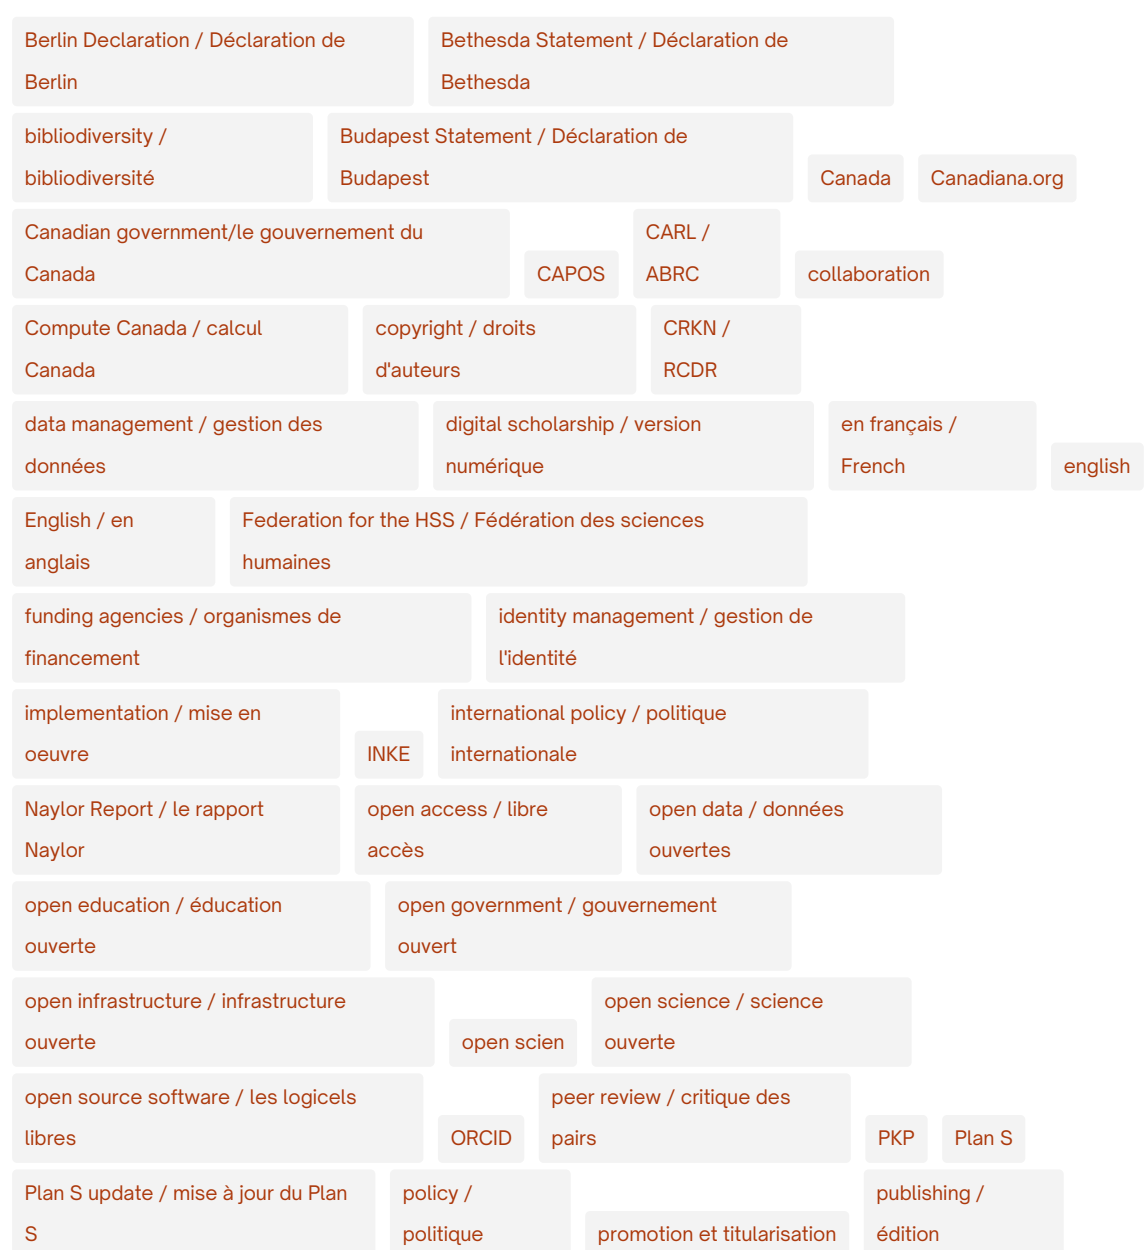 Berlin Declaration / Déclaration de
Berlin
Bethesda Statement / Déclaration de
Bethesda
bibliodiversity /
bibliodiversité
Budapest Statement / Déclaration de
Budapest
Canada
Canadiana.org
Canadian government/le gouvernement du
Canada
CAPOS
CARL /
ABRC
collaboration
Compute Canada / calcul
Canada
copyright / droits
d'auteurs
CRKN /
RCDR
data management / gestion des
données
digital scholarship / version
numérique
en français /
French
english
English / en
anglais
Federation for the HSS / Fédération des sciences
humaines
funding agencies / organismes de
financement
identity management / gestion de
l'identité
implementation / mise en
oeuvre
INKE
international policy / politique
internationale
Naylor Report / le rapport
Naylor
open access / libre
accès
open data / données
ouvertes
open education / éducation
ouverte
open government / gouvernement
ouvert
open infrastructure / infrastructure
ouverte
open scien
open science / science
ouverte
open source software / les logicels
libres
ORCID
peer review / critique des
pairs
PKP
Plan S
Plan S update / mise à jour du Plan
S
policy /
politique
promotion et titularisation
publishing /
édition